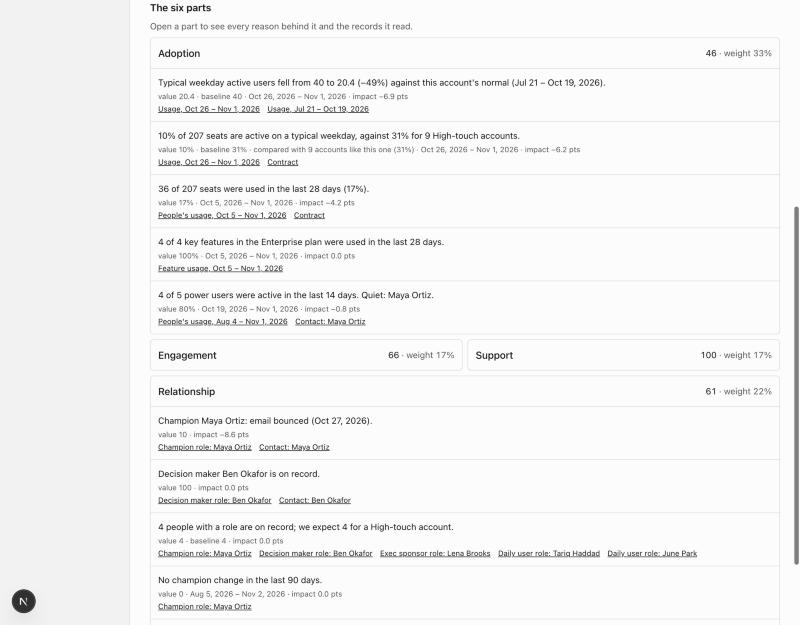 The six parts
Open a part to see every reason behind it and the records it read.
Adoption 46 · weight 33%
Typical weekday active users fell from 40 to 20.4 (−49%) against this account's normal (Jul 21 – Oct 19, 2026).
value 20.4 · baseline 40 · Oct 26, 2026 – Nov 1, 2026 · impact −6.9 pts
Usage, Oct 26 – Nov 1, 2026 Usage, Jul 21 – Oct 19, 2026
10% of 207 seats are active on a typical weekday, against 31% for 9 High-touch accounts.
value 10% · baseline 31% · compared with 9 accounts like this one (31%) · Oct 26, 2026 – Nov 1, 2026 · impact −6.2 pts
Usage, Oct 26 – Nov 1, 2026 Contract
36 of 207 seats were used in the last 28 days (17%).
value 17% · Oct 5, 2026 – Nov 1, 2026 · impact −4.2 pts
People's usage, Oct 5 – Nov 1, 2026 Contract
4 of 4 key features in the Enterprise plan were used in the last 28 days.
value 100% · Oct 5, 2026 – Nov 1, 2026 · impact 0.0 pts
Feature usage, Oct 5 – Nov 1, 2026
4 of 5 power users were active in the last 14 days. Quiet: Maya Ortiz.
value 80% · Oct 19, 2026 – Nov 1, 2026 · impact −0.8 pts
People's usage, Aug 4 – Nov 1, 2026 Contact: Maya Ortiz
Engagement 66 · weight 17%
Support 100 · weight 17%
Relationship 61 · weight 22%
Champion Maya Ortiz: email bounced (Oct 27, 2026).
value 10 · impact −8.6 pts
Champion role: Maya Ortiz Contact: Maya Ortiz
Decision maker Ben Okafor is on record.
value 100 · impact 0.0 pts
Decision maker role: Ben Okafor Contact: Ben Okafor
4 people with a role are on record; we expect 4 for a High-touch account.
value 4 · baseline 4 · impact 0.0 pts
Champion role: Maya Ortiz Decision maker role: Ben Okafor Exec sponsor role: Lena Brooks Daily user role: Tariq Haddad Daily user role: June Park
No champion change in the last 90 days.
value 0 · Aug 5, 2026 – Nov 2, 2026 · impact 0.0 pts
Champion role: Maya Ortiz
N